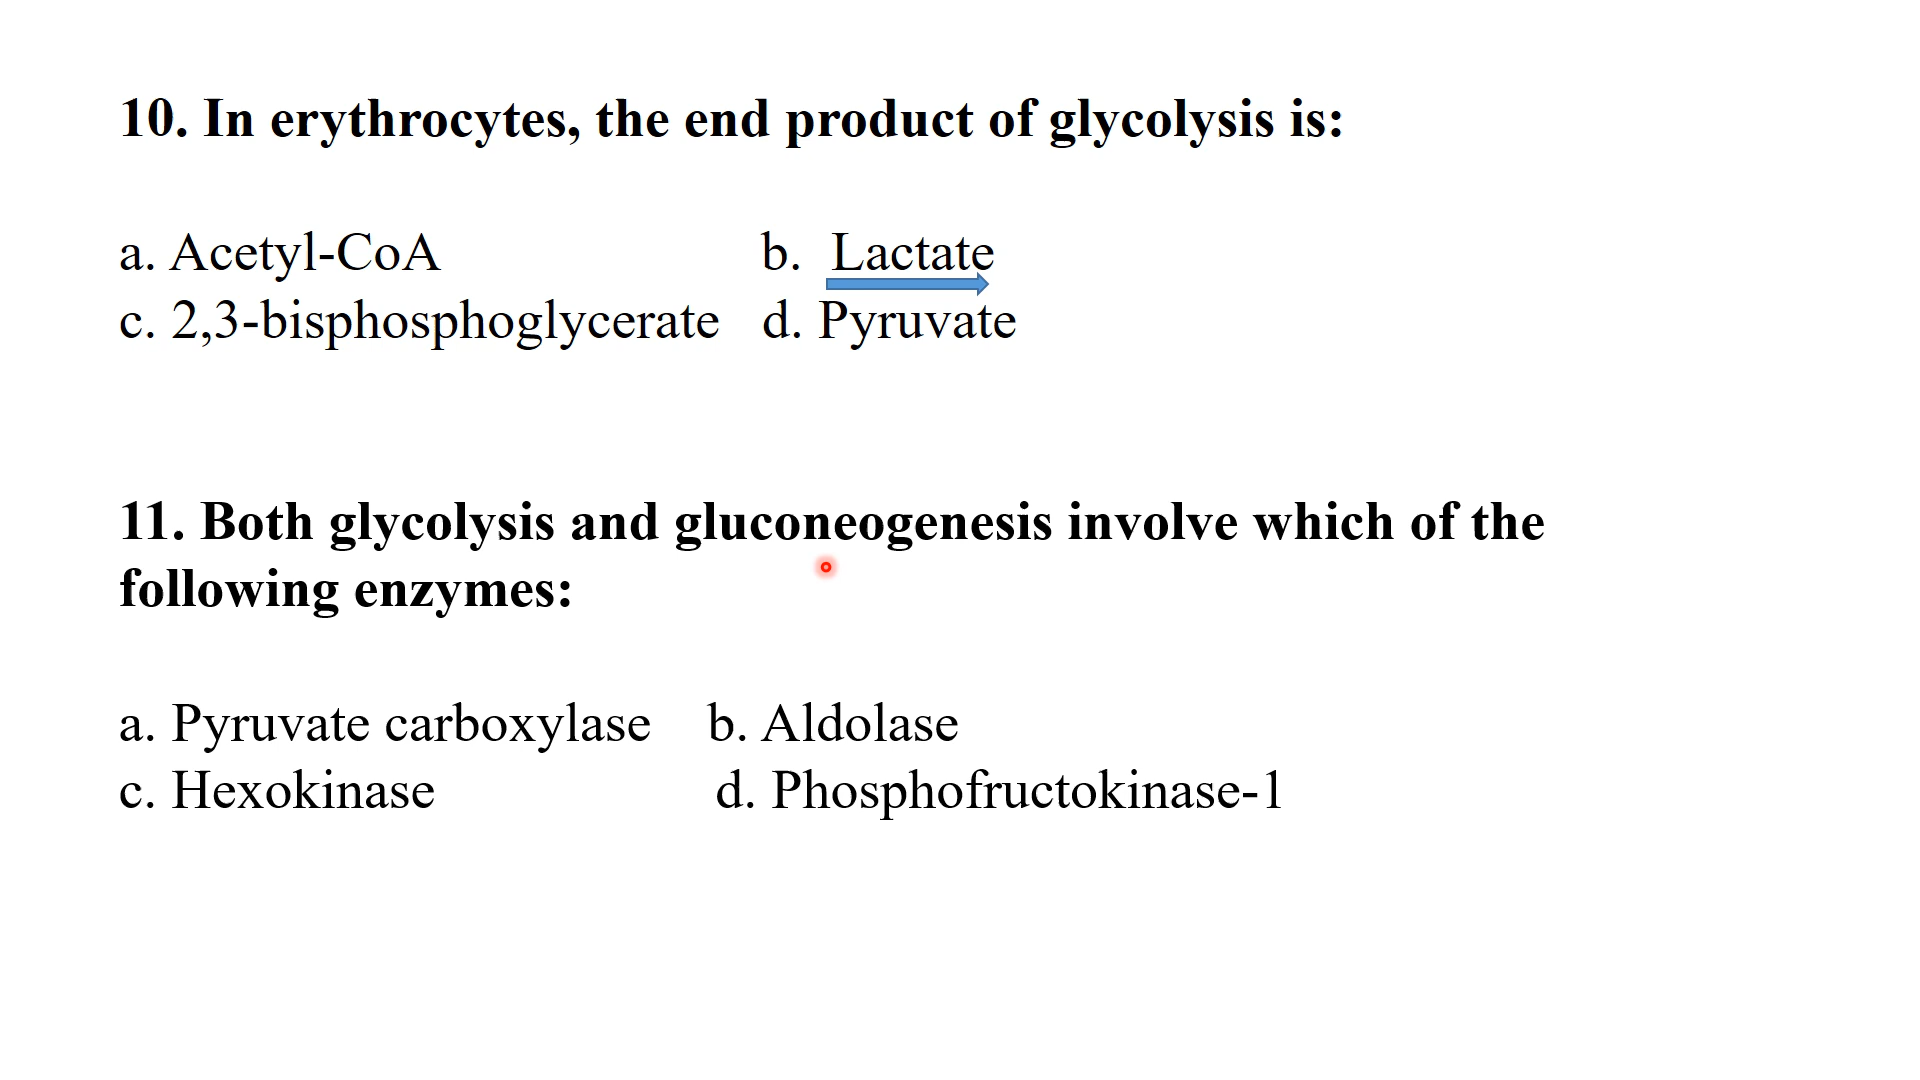 10. In erythrocytes, the end product of glycolysis is:
a. Acetyl-CoA b. Lactate
c. 2,3-bisphosphoglycerate d. Pyruvate
11. Both glycolysis and gluconeogenesis involve which of the
following enzymes:
a. Pyruvate carboxylase b. Aldolase
c. Hexokinase d. Phosphofructokinase-1